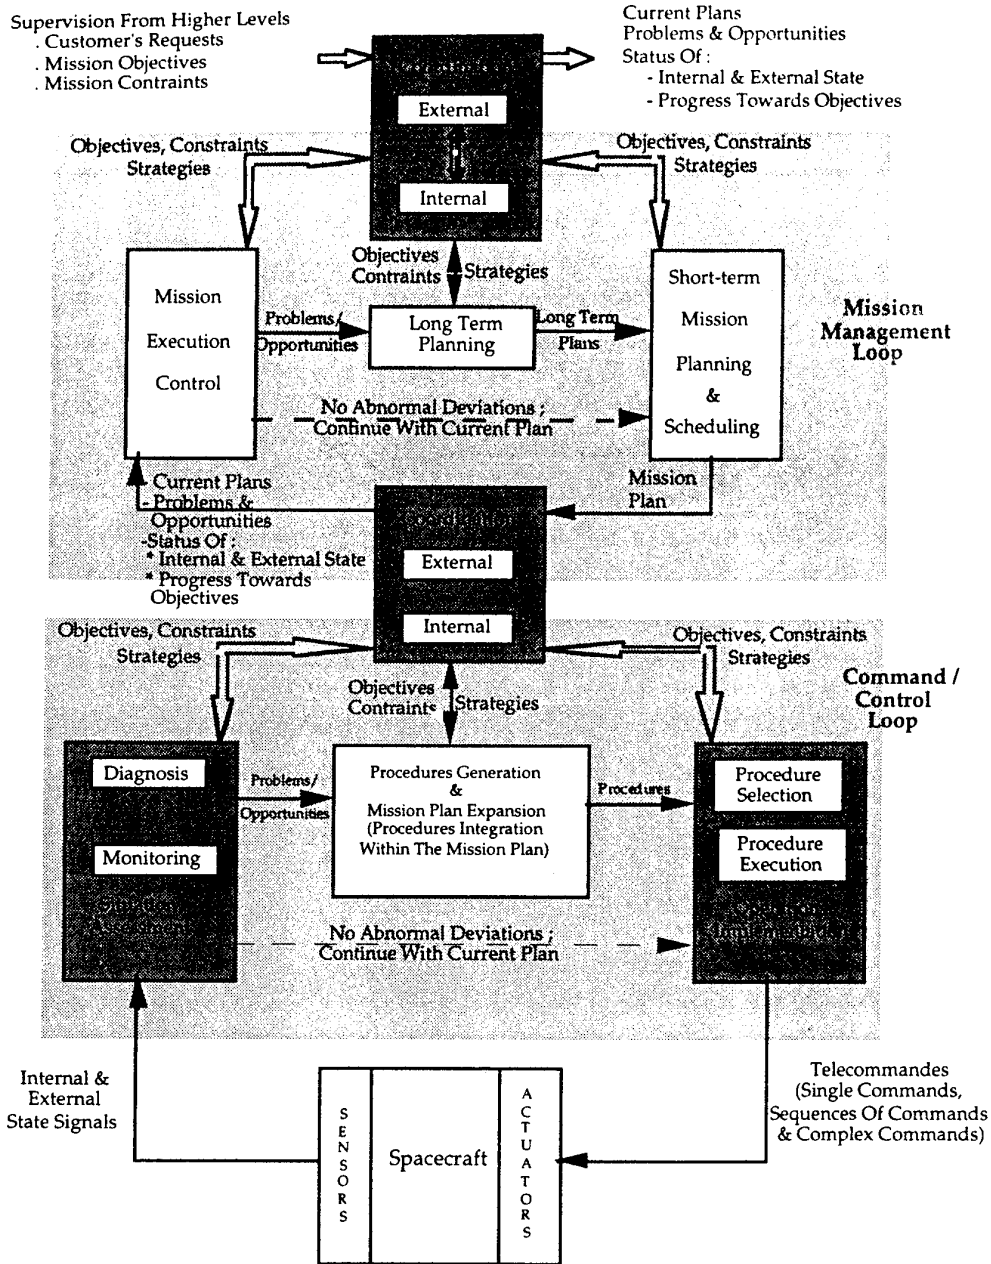 Supervision From Higher Levels
. Customer's Requests
. Mission Objectives
. Mission Contraints
Current Plans
Problems & Opportunities
Status Of :
- Internal & External State
- Progress Towards Objectives
External
Internal
Objectives, Constraints
Strategies
Objectives, Constraints
Strategies
Objectives
Contraints
Strategies
Mission
Execution
Control
Problems/
Opportunities
Long Term
Planning
Long Term
Plans
Short-term
Mission
Planning
&
Scheduling
Mission
Management
Loop
No Abnormal Deviations ;
Continue With Current Plan
- Current Plans
- Problems &
Opportunities
-Status Of :
* Internal & External State
* Progress Towards
Objectives
Mission
Plan
External
Internal
Objectives, Constraints
Strategies
Objectives, Constraints
Strategies
Command /
Control
Loop
Objectives
Contraints
Strategies
Diagnosis
Monitoring
Situation
Assessment
Problems/
Opportunities
Procedures Generation
&
Mission Plan Expansion
(Procedures Integration
Within The Mission Plan)
Procedures
Procedure
Selection
Procedure
Execution
No Abnormal Deviations ;
Continue With Current Plan
Internal &
External
State Signals
SENSORS
Spacecraft
ACTUATORS
Telecommandes
(Single Commands,
Sequences Of Commands
& Complex Commands)